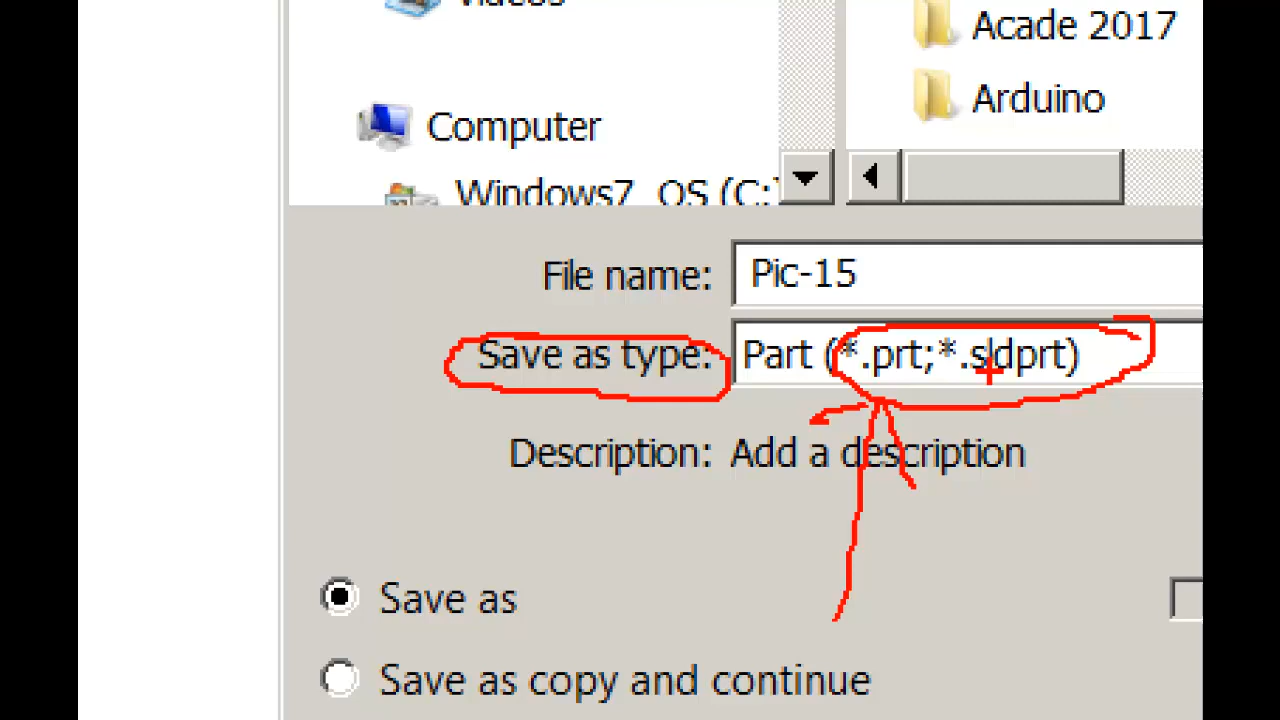 Videos
Acade 2017
Arduino
Computer
Windows7_OS (C:)
File name: Pic-15
Save as type: Part (*.prt;*.sldprt)
Description: Add a description
Save as
Save as copy and continue